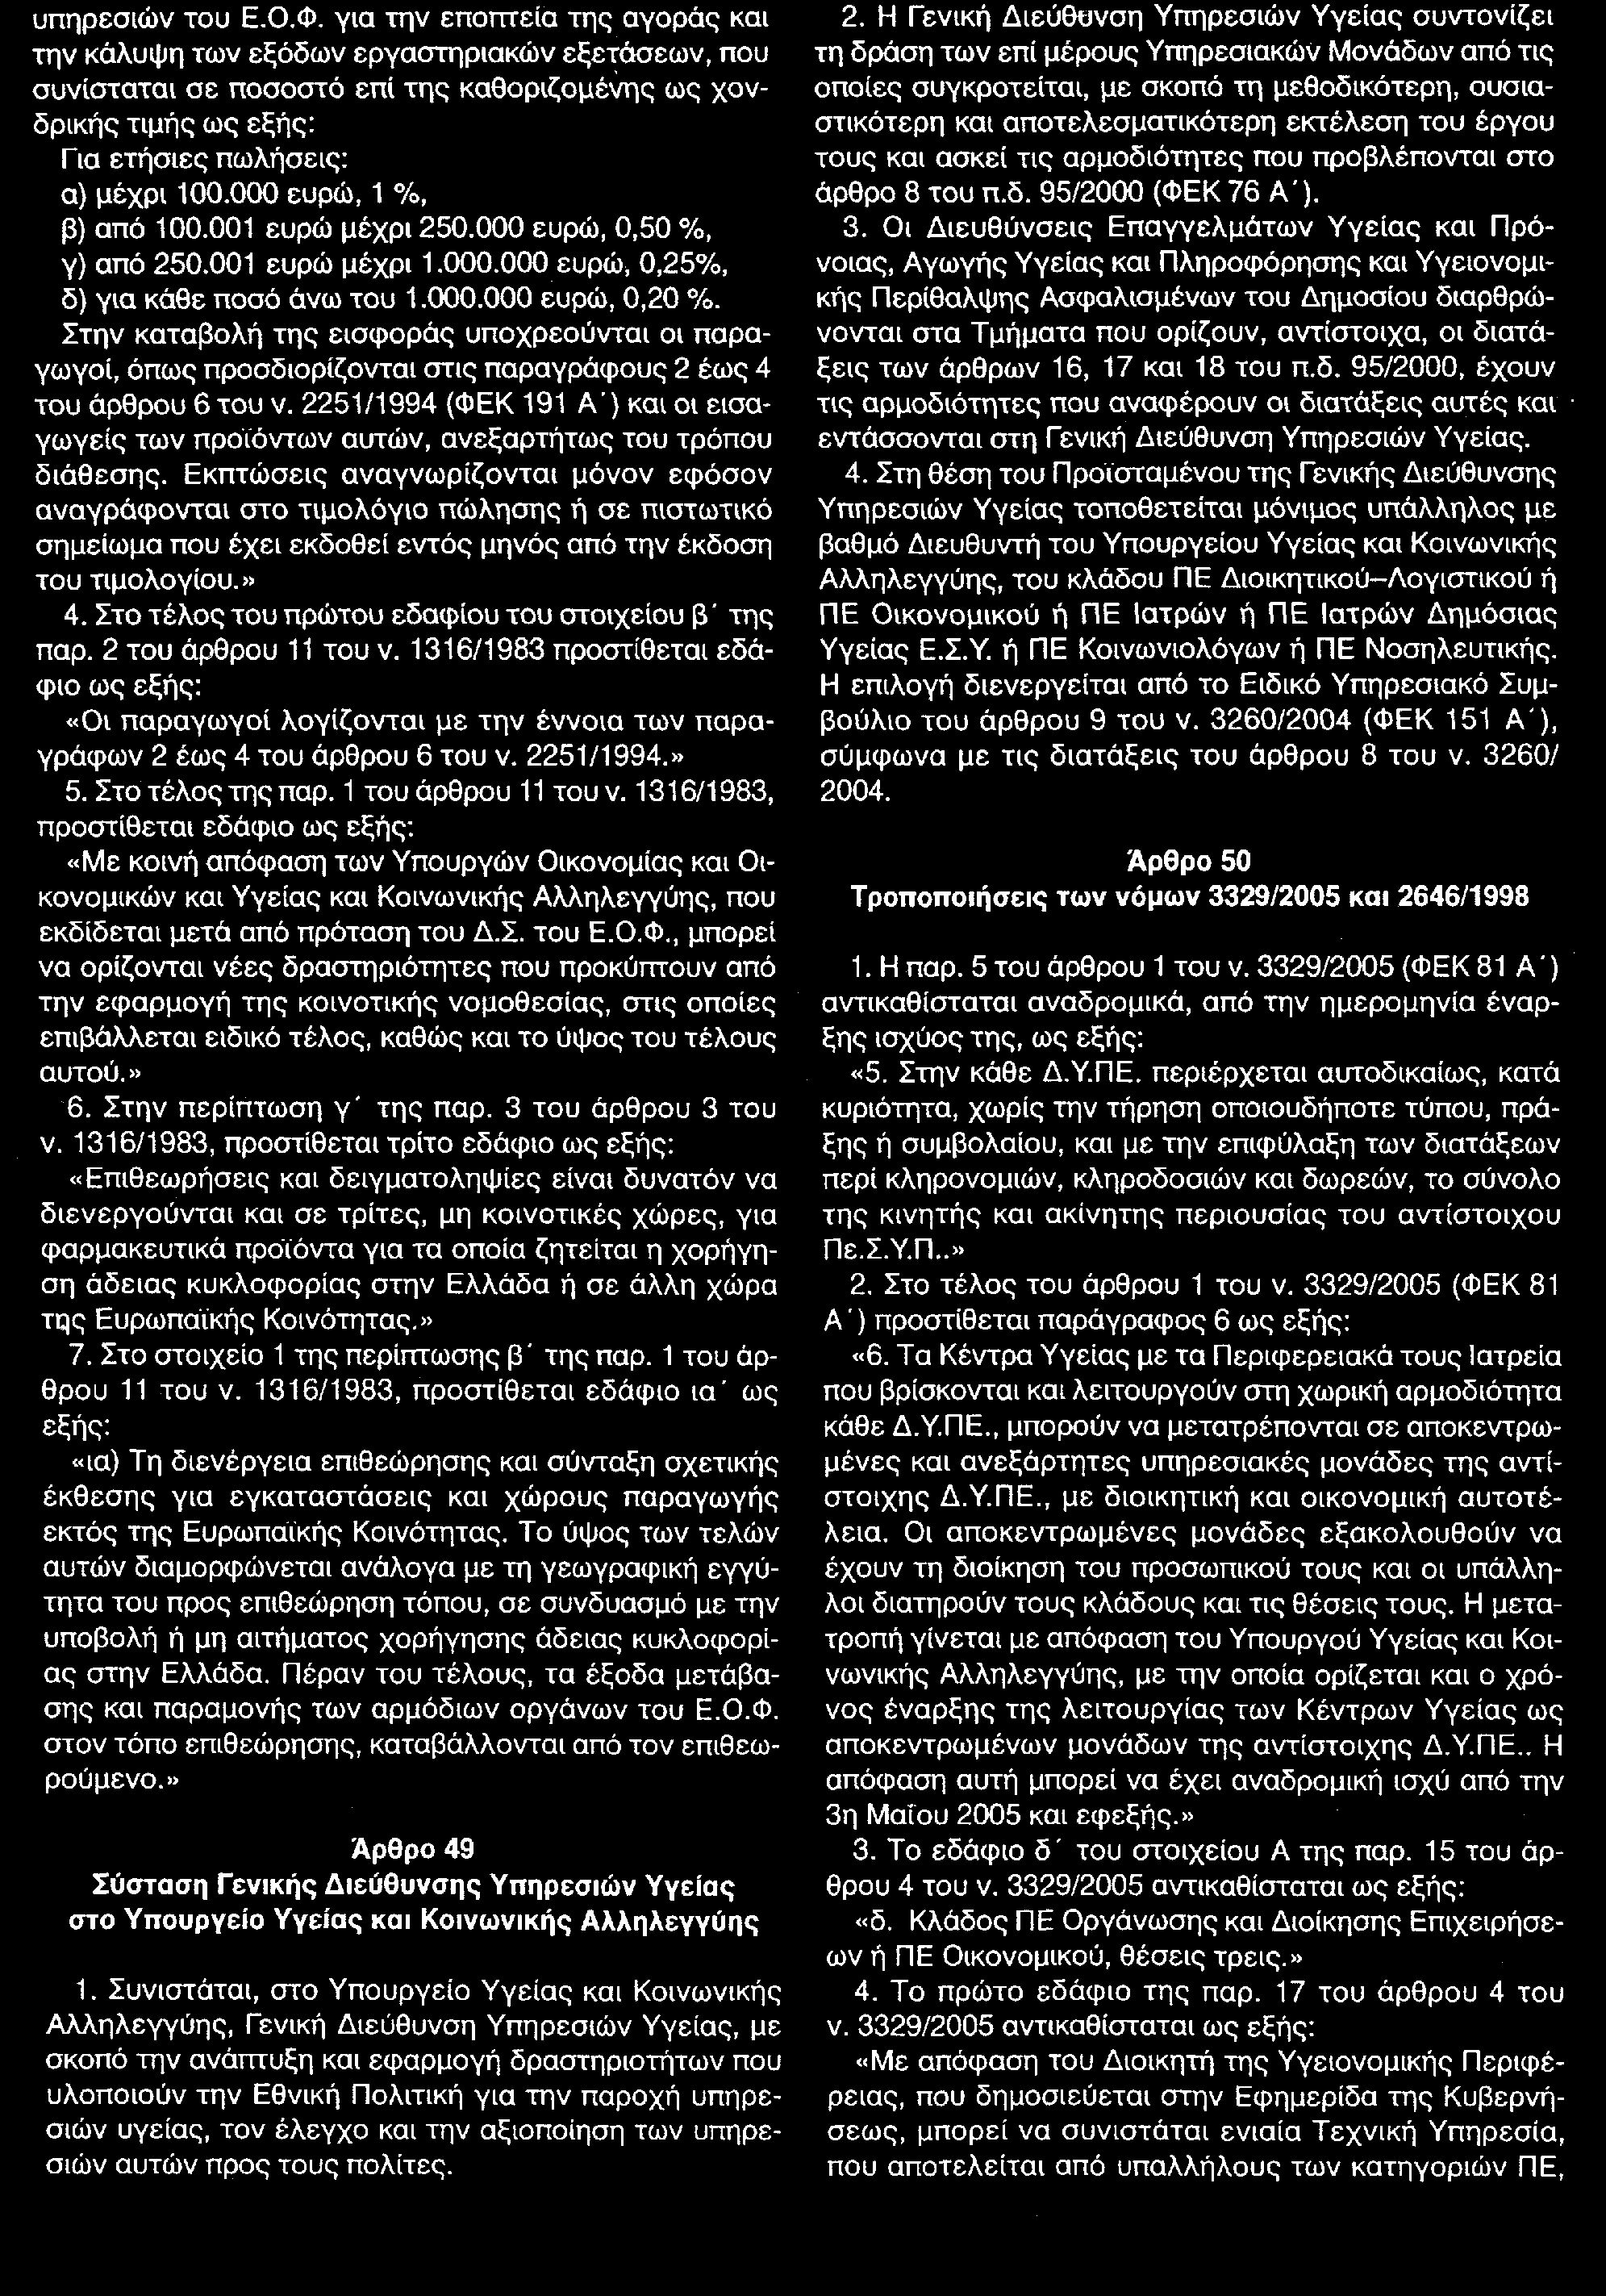 υπηρεσιών του Ε.Ο.Φ. για την εποπτεία της αγοράς και
την κάλυψη των εξόδων εργαστηριακών εξετάσεων, που
συνίσταται σε ποσοστό επί της καθοριζομένης ως χον-
δρικής τιμής ως εξής:
Για ετήσιες πωλήσεις:
α) μέχρι 100.000 ευρώ, 1 %,
β) από 100.001 ευρώ μέχρι 250.000 ευρώ, 0,50 %,
γ) από 250.001 ευρώ μέχρι 1.000.000 ευρώ, 0,25%,
δ) για κάθε ποσό άνω του 1.000.000 ευρώ, 0,20 %.
Στην καταβολή της εισφοράς υποχρεούνται οι παρα-
γωγοί, όπως προσδιορίζονται στις παραγράφους 2 έως 4
του άρθρου 6 του ν. 2251/1994 (ΦΕΚ 191 Α΄) και οι εισα-
γωγείς των προϊόντων αυτών, ανεξαρτήτως του τρόπου
διάθεσης. Εκπτώσεις αναγνωρίζονται μόνον εφόσον
αναγράφονται στο τιμολόγιο πώλησης ή σε πιστωτικό
σημείωμα που έχει εκδοθεί εντός μηνός από την έκδοση
του τιμολογίου.»
4. Στο τέλος του πρώτου εδαφίου του στοιχείου β΄ της
παρ. 2 του άρθρου 11 του ν. 1316/1983 προστίθεται εδά-
φιο ως εξής:
«Οι παραγωγοί λογίζονται με την έννοια των παρα-
γράφων 2 έως 4 του άρθρου 6 του ν. 2251/1994.»
5. Στο τέλος της παρ. 1 του άρθρου 11 του ν. 1316/1983,
προστίθεται εδάφιο ως εξής:
«Με κοινή απόφαση των Υπουργών Οικονομίας και Οι-
κονομικών και Υγείας και Κοινωνικής Αλληλεγγύης, που
εκδίδεται μετά από πρόταση του Δ.Σ. του Ε.Ο.Φ., μπορεί
να ορίζονται νέες δραστηριότητες που προκύπτουν από
την εφαρμογή της κοινοτικής νομοθεσίας, στις οποίες
επιβάλλεται ειδικό τέλος, καθώς και το ύψος του τέλους
αυτού.»
6. Στην περίπτωση γ΄ της παρ. 3 του άρθρου 3 του
ν. 1316/1983, προστίθεται τρίτο εδάφιο ως εξής:
«Επιθεωρήσεις και δειγματοληψίες είναι δυνατόν να
διενεργούνται και σε τρίτες, μη κοινοτικές χώρες, για
φαρμακευτικά προϊόντα για τα οποία ζητείται η χορήγη-
ση άδειας κυκλοφορίας στην Ελλάδα ή σε άλλη χώρα
της Ευρωπαϊκής Κοινότητας.»
7. Στο στοιχείο 1 της περίπτωσης β΄ της παρ. 1 του άρ-
θρου 11 του ν. 1316/1983, προστίθεται εδάφιο ια΄ ως
εξής:
«ια) Τη διενέργεια επιθεώρησης και σύνταξη σχετικής
έκθεσης για εγκαταστάσεις και χώρους παραγωγής
εκτός της Ευρωπαϊκής Κοινότητας. Το ύψος των τελών
αυτών διαμορφώνεται ανάλογα με τη γεωγραφική εγγύ-
τητα του προς επιθεώρηση τόπου, σε συνδυασμό με την
υποβολή ή μη αιτήματος χορήγησης άδειας κυκλοφορί-
ας στην Ελλάδα. Πέραν του τέλους, τα έξοδα μετάβα-
σης και παραμονής των αρμόδιων οργάνων του Ε.Ο.Φ.
στον τόπο επιθεώρησης, καταβάλλονται από τον επιθεω-
ρούμενο.»
Άρθρο 49
Σύσταση Γενικής Διεύθυνσης Υπηρεσιών Υγείας
στο Υπουργείο Υγείας και Κοινωνικής Αλληλεγγύης
1. Συνιστάται, στο Υπουργείο Υγείας και Κοινωνικής
Αλληλεγγύης, Γενική Διεύθυνση Υπηρεσιών Υγείας, με
σκοπό την ανάπτυξη και εφαρμογή δραστηριοτήτων που
υλοποιούν την Εθνική Πολιτική για την παροχή υπηρε-
σιών υγείας, τον έλεγχο και την αξιοποίηση των υπηρε-
σιών αυτών προς τους πολίτες.
2. Η Γενική Διεύθυνση Υπηρεσιών Υγείας συντονίζει
τη δράση των επί μέρους Υπηρεσιακών Μονάδων από τις
οποίες συγκροτείται, με σκοπό τη μεθοδικότερη, ουσια-
στικότερη και αποτελεσματικότερη εκτέλεση του έργου
τους και ασκεί τις αρμοδιότητες που προβλέπονται στο
άρθρο 8 του π.δ. 95/2000 (ΦΕΚ 76 Α΄).
3. Οι Διευθύνσεις Επαγγελμάτων Υγείας και Πρό-
νοιας, Αγωγής Υγείας και Πληροφόρησης και Υγειονομι-
κής Περίθαλψης Ασφαλισμένων του Δημοσίου διαρθρώ-
νονται στα Τμήματα που ορίζουν, αντίστοιχα, οι διατά-
ξεις των άρθρων 16, 17 και 18 του π.δ. 95/2000, έχουν
τις αρμοδιότητες που αναφέρουν οι διατάξεις αυτές και
εντάσσονται στη Γενική Διεύθυνση Υπηρεσιών Υγείας.
4. Στη θέση του Προϊσταμένου της Γενικής Διεύθυνσης
Υπηρεσιών Υγείας τοποθετείται μόνιμος υπάλληλος με
βαθμό Διευθυντή του Υπουργείου Υγείας και Κοινωνικής
Αλληλεγγύης, του κλάδου ΠΕ Διοικητικού–Λογιστικού ή
ΠΕ Οικονομικού ή ΠΕ Ιατρών ή ΠΕ Ιατρών Δημόσιας
Υγείας Ε.Σ.Υ. ή ΠΕ Κοινωνιολόγων ή ΠΕ Νοσηλευτικής.
Η επιλογή διενεργείται από το Ειδικό Υπηρεσιακό Συμ-
βούλιο του άρθρου 9 του ν. 3260/2004 (ΦΕΚ 151 Α΄),
σύμφωνα με τις διατάξεις του άρθρου 8 του ν. 3260/
2004.
Άρθρο 50
Τροποποιήσεις των νόμων 3329/2005 και 2646/1998
1. Η παρ. 5 του άρθρου 1 του ν. 3329/2005 (ΦΕΚ 81 Α΄)
αντικαθίσταται αναδρομικά, από την ημερομηνία έναρ-
ξης ισχύος της, ως εξής:
«5. Στην κάθε Δ.Υ.ΠΕ. περιέρχεται αυτοδικαίως, κατά
κυριότητα, χωρίς την τήρηση οποιουδήποτε τύπου, πρά-
ξης ή συμβολαίου, και με την επιφύλαξη των διατάξεων
περί κληρονομιών, κληροδοσιών και δωρεών, το σύνολο
της κινητής και ακίνητης περιουσίας του αντίστοιχου
Πε.Σ.Υ.Π..»
2. Στο τέλος του άρθρου 1 του ν. 3329/2005 (ΦΕΚ 81
Α΄) προστίθεται παράγραφος 6 ως εξής:
«6. Τα Κέντρα Υγείας με τα Περιφερειακά τους Ιατρεία
που βρίσκονται και λειτουργούν στη χωρική αρμοδιότητα
κάθε Δ.Υ.ΠΕ., μπορούν να μετατρέπονται σε αποκεντρω-
μένες και ανεξάρτητες υπηρεσιακές μονάδες της αντί-
στοιχης Δ.Υ.ΠΕ., με διοικητική και οικονομική αυτοτέ-
λεια. Οι αποκεντρωμένες μονάδες εξακολουθούν να
έχουν τη διοίκηση του προσωπικού τους και οι υπάλλη-
λοι διατηρούν τους κλάδους και τις θέσεις τους. Η μετα-
τροπή γίνεται με απόφαση του Υπουργού Υγείας και Κοι-
νωνικής Αλληλεγγύης, με την οποία ορίζεται και ο χρό-
νος έναρξης της λειτουργίας των Κέντρων Υγείας ως
αποκεντρωμένων μονάδων της αντίστοιχης Δ.Υ.ΠΕ.. Η
απόφαση αυτή μπορεί να έχει αναδρομική ισχύ από την
3η Μαΐου 2005 και εφεξής.»
3. Το εδάφιο δ΄ του στοιχείου Α της παρ. 15 του άρ-
θρου 4 του ν. 3329/2005 αντικαθίσταται ως εξής:
«δ. Κλάδος ΠΕ Οργάνωσης και Διοίκησης Επιχειρήσε-
ων ή ΠΕ Οικονομικού, θέσεις τρεις.»
4. Το πρώτο εδάφιο της παρ. 17 του άρθρου 4 του
ν. 3329/2005 αντικαθίσταται ως εξής:
«Με απόφαση του Διοικητή της Υγειονομικής Περιφέ-
ρειας, που δημοσιεύεται στην Εφημερίδα της Κυβερνή-
σεως, μπορεί να συνιστάται ενιαία Τεχνική Υπηρεσία,
που αποτελείται από υπαλλήλους των κατηγοριών ΠΕ,